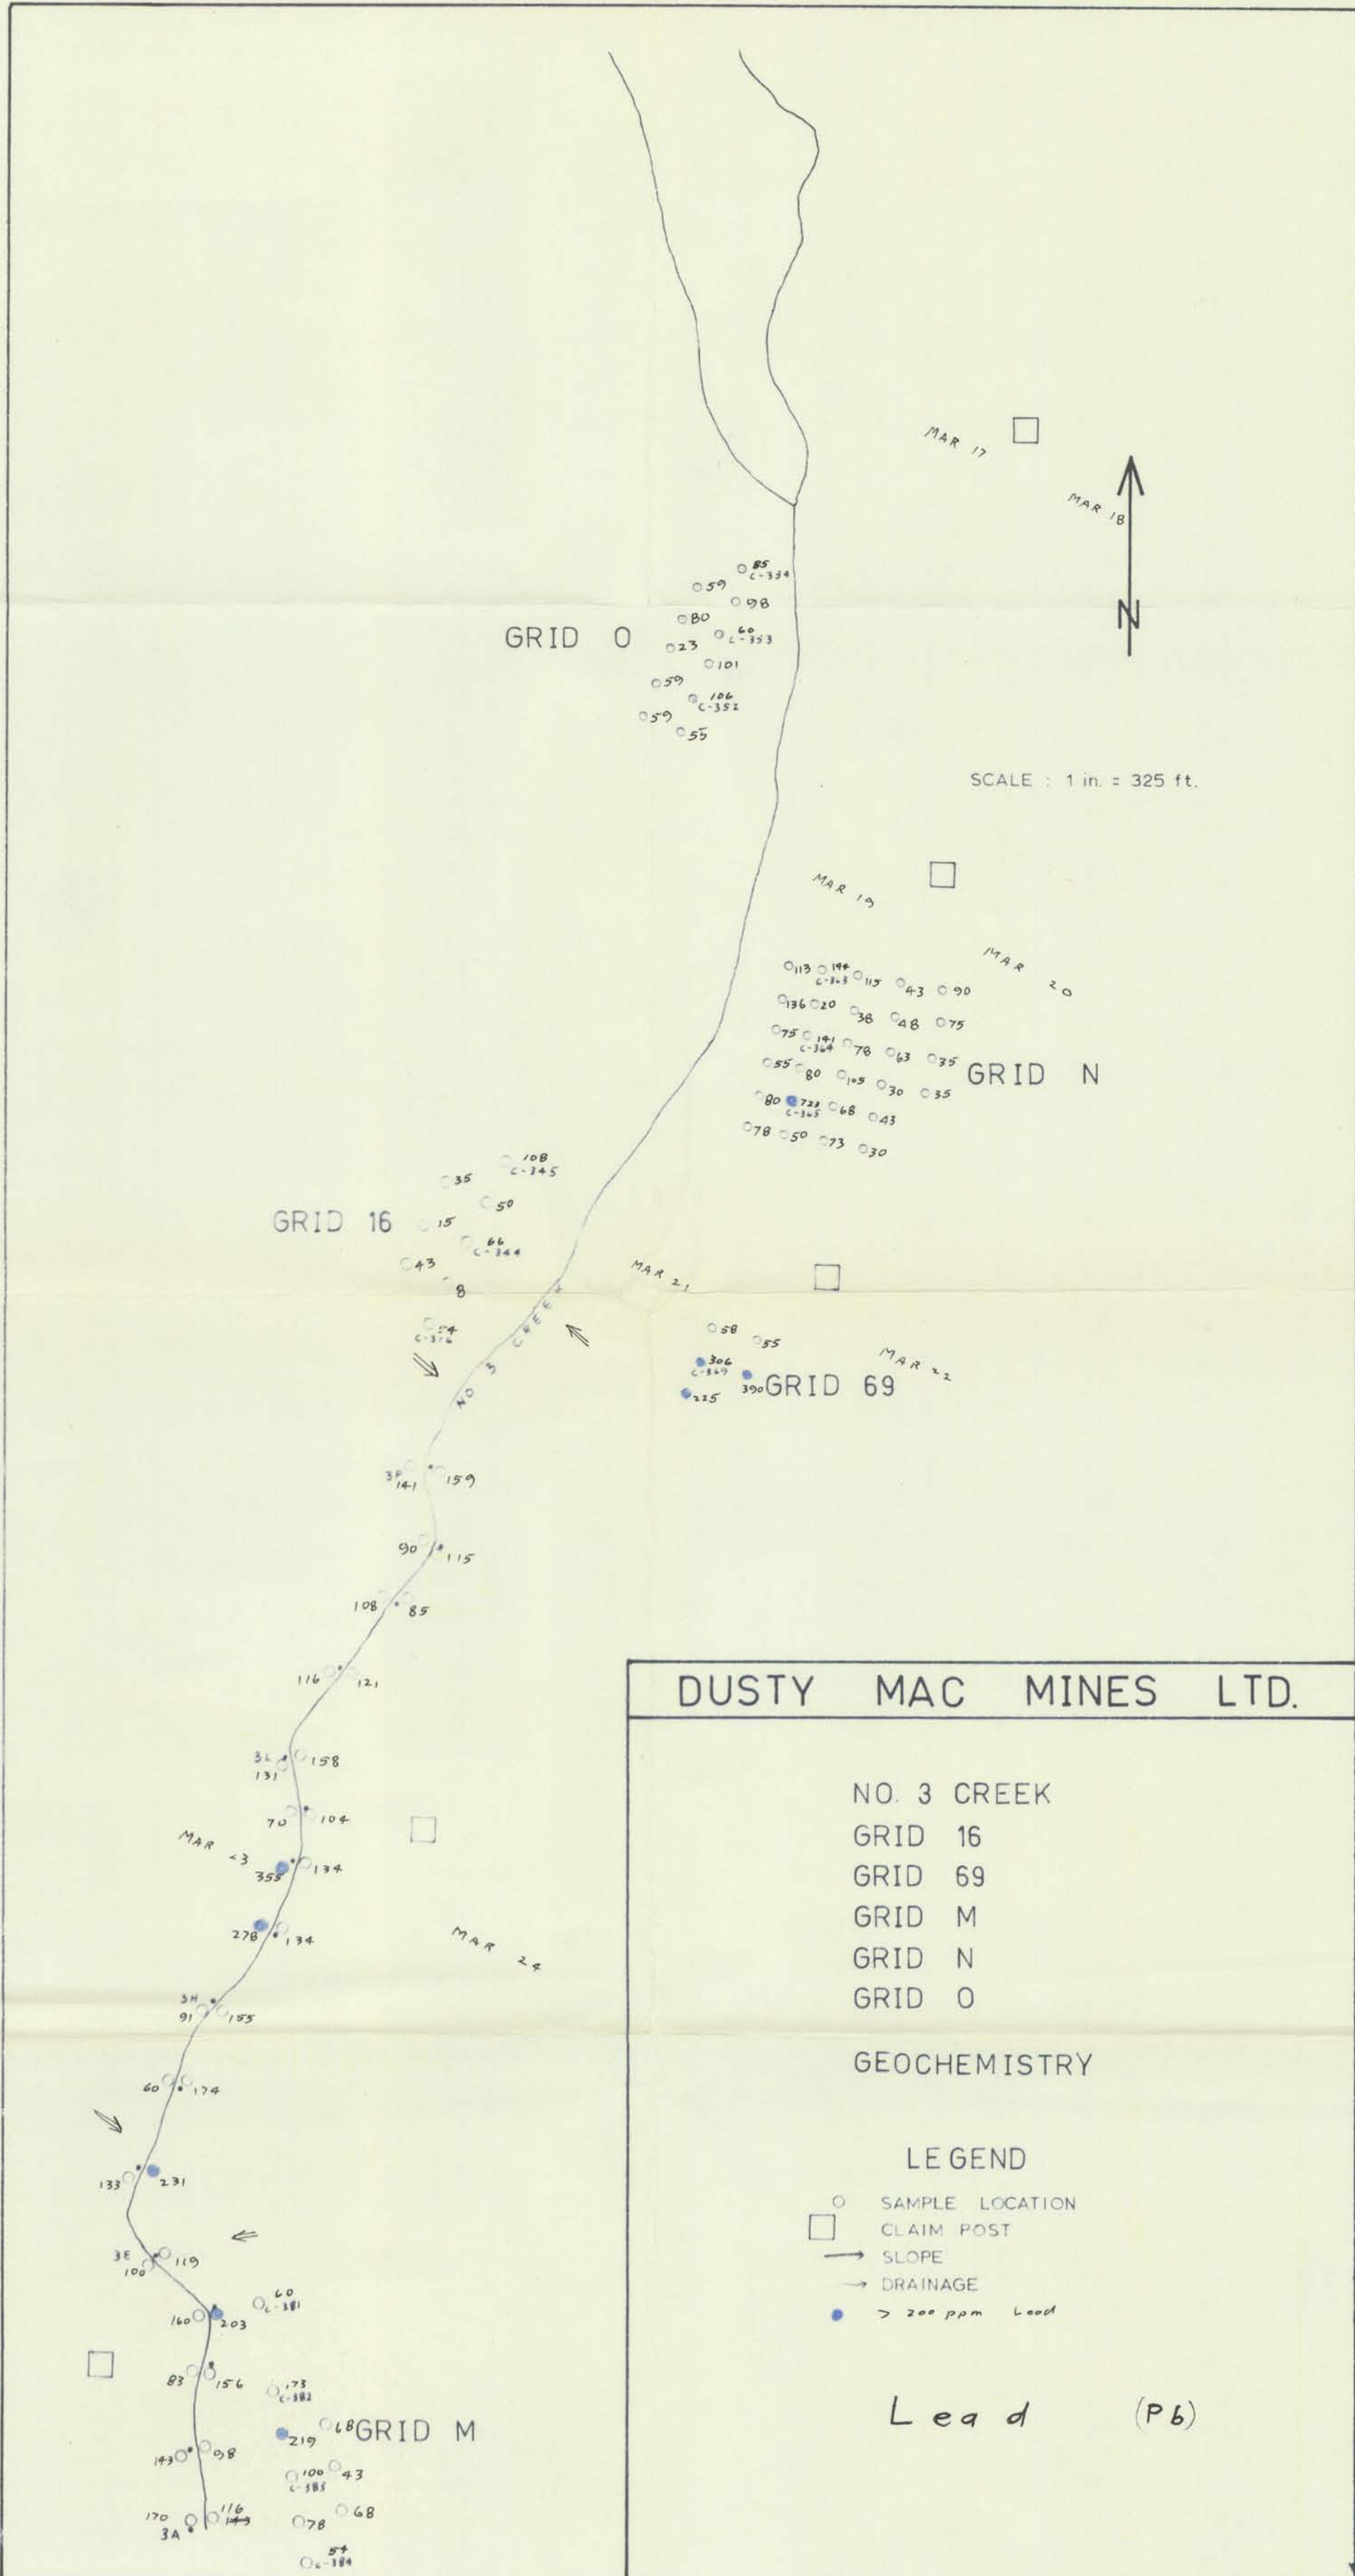 MAR 17
MAR 18
N
85
C-354
59
98
80
60
C-353
GRID O
23
101
59
106
C-352
59
55
SCALE : 1 in. = 325 ft.
MAR 19
MAR 20
113 194 115 43 90
C-363
136 20 38 48 75
75 141 78 63 35
C-364
GRID N
55 80 105 30 35
80 723 68 43
C-365
78 50 73 30
108
C-345
35
50
GRID 16
15
66
C-344
43
8
54
NO 3 CREEK
MAR 21
58
55
MAR 22
306
C-369
390
GRID 69
225
3P
141 159
90 115
108 85
116 121
3L
131 158
70 104
MAR 23
355 134
278 134
MAR 24
3H
91 155
60 174
133 231
3E
100 119
60
C-381
160 203
83 156
173
C-382
68
GRID M
219
143 98
100
C-383
43
170 116
149
3A
78
68
54
C-384
DUSTY MAC MINES LTD.
NO. 3 CREEK
GRID 16
GRID 69
GRID M
GRID N
GRID O
GEOCHEMISTRY
LEGEND
SAMPLE LOCATION
CLAIM POST
SLOPE
DRAINAGE
> 200 ppm Lead
Lead (Pb)